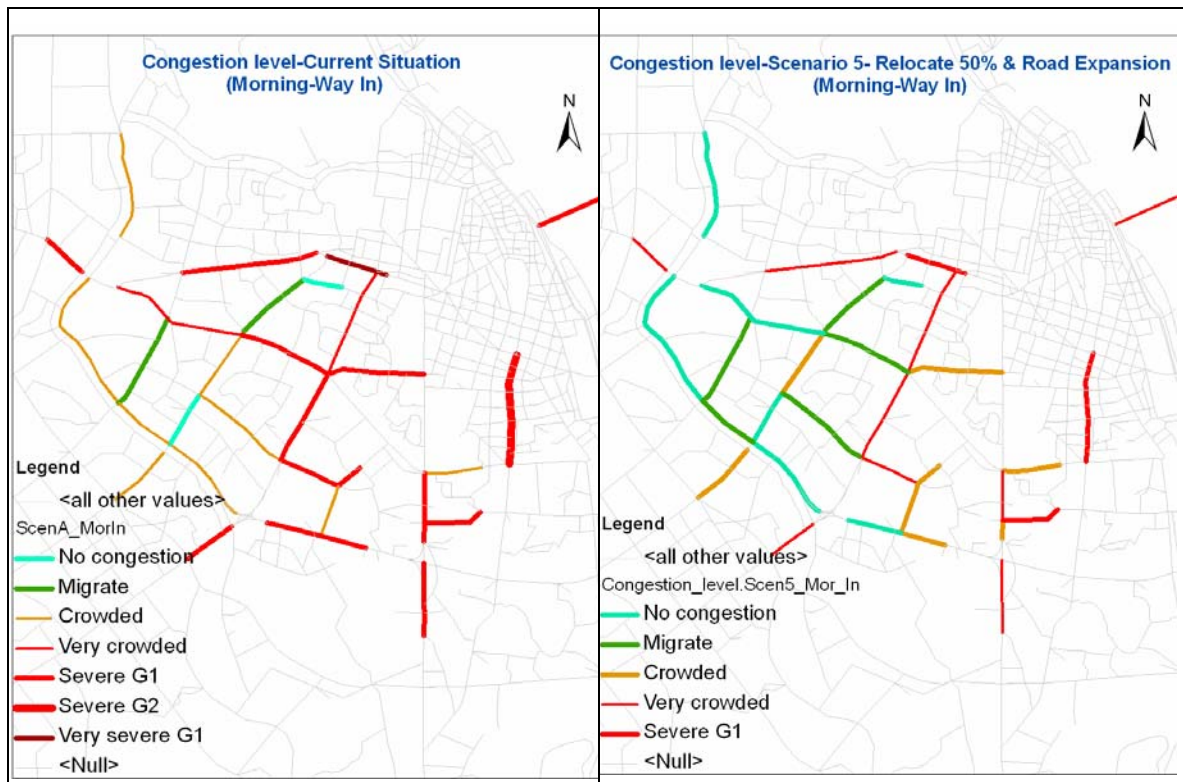 Congestion level-Current Situation
(Morning-Way In)
N
Legend
<all other values>
ScenA_MorIn
No congestion
Migrate
Crowded
Very crowded
Severe G1
Severe G2
Very severe G1
<Null>
Congestion level-Scenario 5- Relocate 50% & Road Expansion
(Morning-Way In)
N
Legend
<all other values>
Congestion_level.Scen5_Mor_In
No congestion
Migrate
Crowded
Very crowded
Severe G1
<Null>